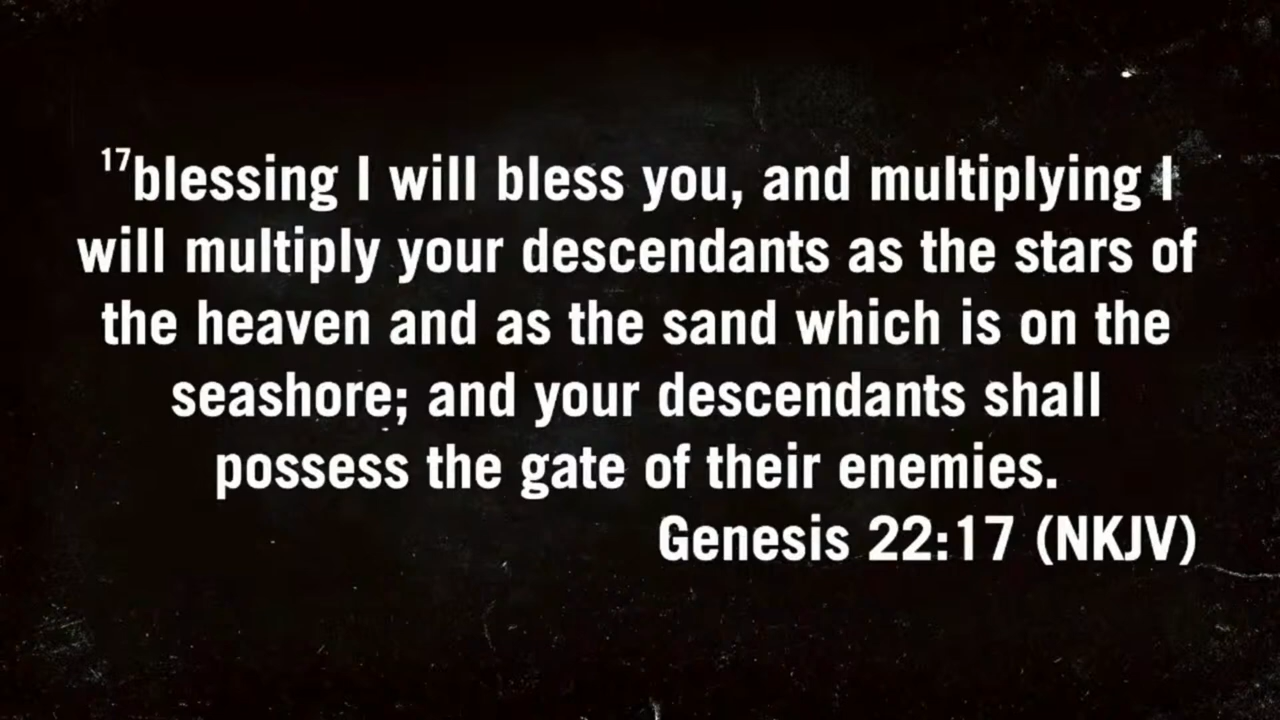 17blessing I will bless you, and multiplying I
will multiply your descendants as the stars of
the heaven and as the sand which is on the
seashore; and your descendants shall
possess the gate of their enemies.
Genesis 22:17 (NKJV)